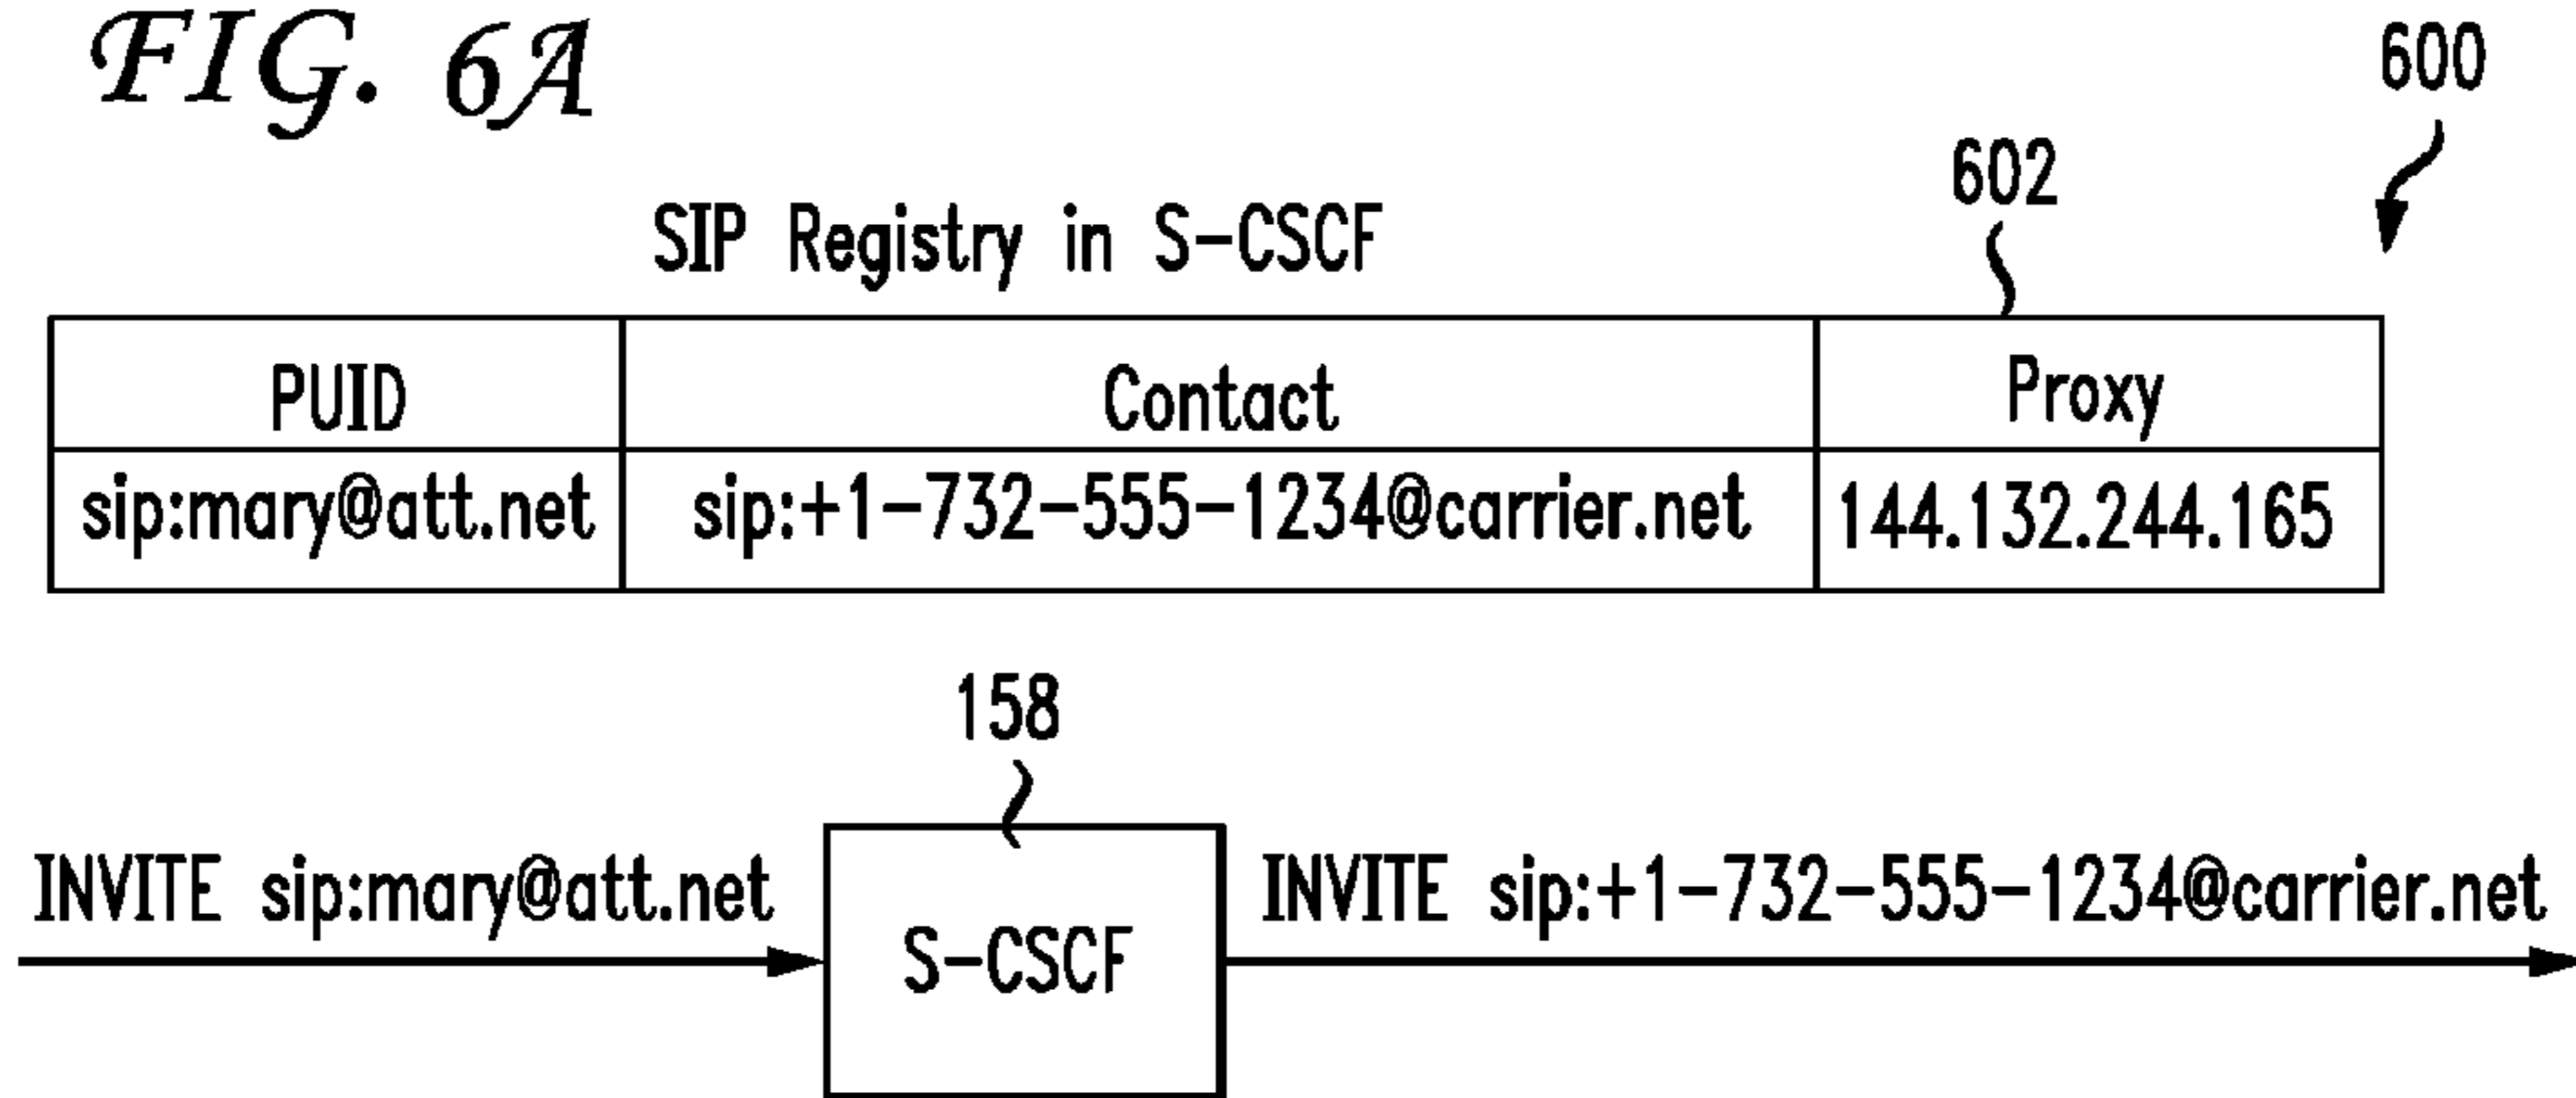 FIG. 6A
600
602
SIP Registry in S-CSCF
PUID Contact Proxy
sip:mary@att.net sip:+1-732-555-1234@carrier.net 144.132.244.165
158
INVITE sip:mary@att.net INVITE sip:+1-732-555-1234@carrier.net
S-CSCF